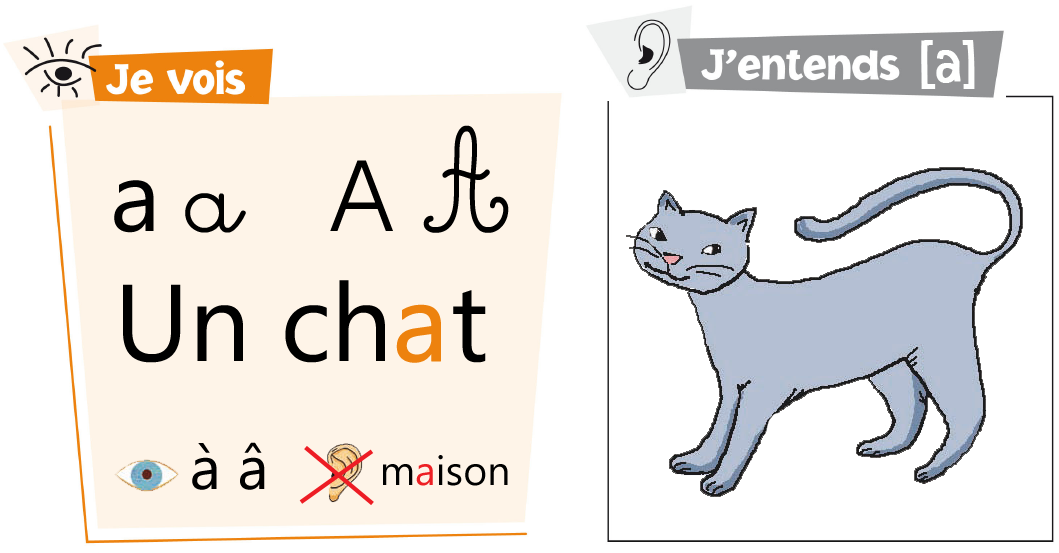 Je vois
a a A A
Un chat
à â maison
J'entends [a]